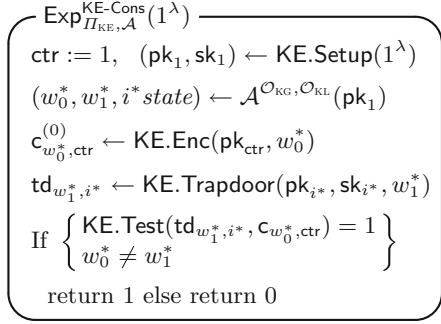 Exp^{KE-Cons}_{Π_{KE},𝒜}(1^λ)
ctr := 1, (pk_1, sk_1) ← KE.Setup(1^λ)
(w_0^*, w_1^*, i^* state) ← 𝒜^{𝒪_{KG},𝒪_{KL}}(pk_1)
c^{(0)}_{w_0^*,ctr} ← KE.Enc(pk_{ctr}, w_0^*)
td_{w_1^*,i^*} ← KE.Trapdoor(pk_{i^*}, sk_{i^*}, w_1^*)
If { KE.Test(td_{w_1^*,i^*}, c_{w_0^*,ctr}) = 1
w_0^* ≠ w_1^* }
return 1 else return 0